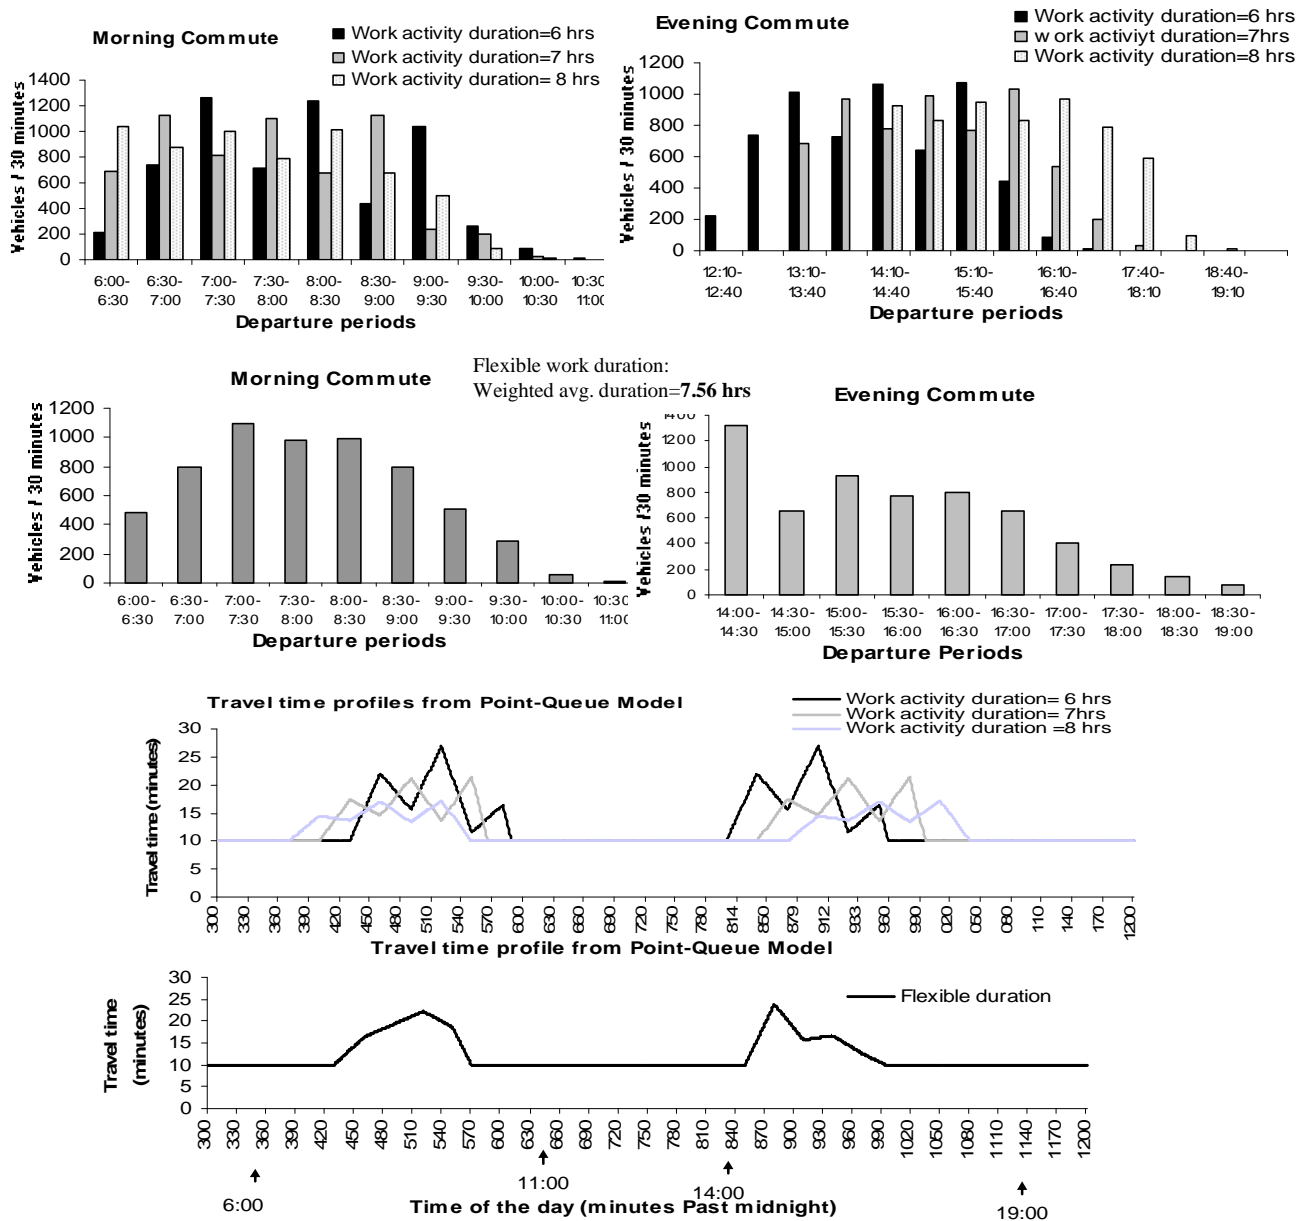 Morning Commute
Work activity duration=6 hrs
Work activity duration=7 hrs
Work activity duration= 8 hrs
Vehicles / 30 minutes
1400
1200
1000
800
600
400
200
0
6:00- 6:30- 7:00- 7:30- 8:00- 8:30- 9:00- 9:30- 10:00- 10:30
6:30 7:00 7:30 8:00 8:30 9:00 9:30 10:00 10:30 11:00
Departure periods
Evening Commute
Work activity duration=6 hrs
work activiyt duration=7hrs
Work activity duration=8 hrs
Vehicles / 30 minutes
1200
1000
800
600
400
200
0
12:10- 13:10- 14:10- 15:10- 16:10- 17:40- 18:40-
12:40 13:40 14:40 15:40 16:40 18:10 19:10
Departure periods
Flexible work duration:
Weighted avg. duration=7.56 hrs
Morning Commute
Vehicles / 30 minutes
1200
1000
800
600
400
200
0
6:00- 6:30- 7:00- 7:30- 8:00- 8:30- 9:00- 9:30- 10:00- 10:30
6:30 7:00 7:30 8:00 8:30 9:00 9:30 10:00 10:30 11:00
Departure periods
Evening Commute
Vehicles /30 minutes
1400
1200
1000
800
600
400
200
0
14:00- 14:30- 15:00- 15:30- 16:00- 16:30- 17:00- 17:30- 18:00- 18:30-
14:30 15:00 15:30 16:00 16:30 17:00 17:30 18:00 18:30 19:00
Departure Periods
Travel time profiles from Point-Queue Model
Work activity duration= 6 hrs
Work activity duration= 7hrs
Work activity duration =8 hrs
Travel time (minutes)
30
25
20
15
10
5
0
300 330 360 390 420 450 480 510 540 570 600 630 660 690 720 750 780 814 850 879 912 933 960 990 020 050 080 110 140 170 1200
Travel time profile from Point-Queue Model
Flexible duration
Travel time
(minutes)
30
25
20
15
10
5
0
300 330 360 390 420 450 480 510 540 570 600 630 660 690 720 750 780 810 840 870 900 930 960 990 1020 1050 1080 1110 1140 1170 1200
6:00
11:00
14:00
19:00
Time of the day (minutes Past midnight)